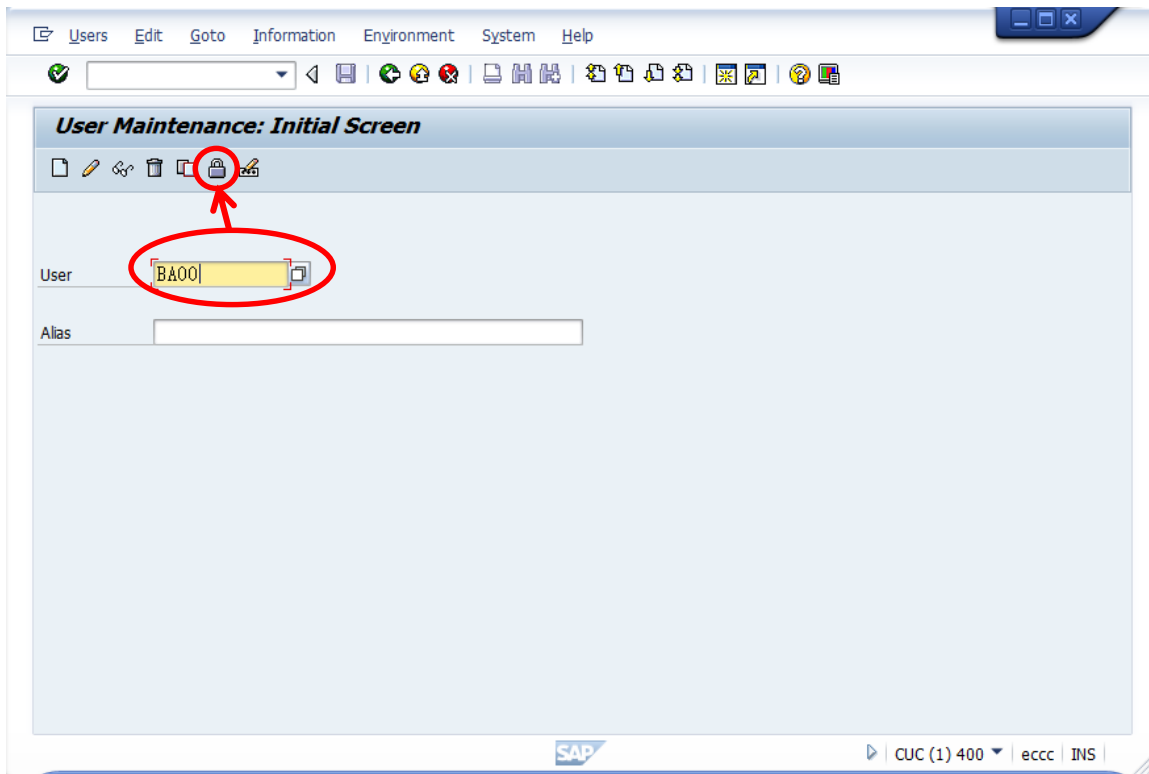 Users Edit Goto Information Environment System Help
User Maintenance: Initial Screen
User BA00
Alias
SAP CUC (1) 400 eccc INS